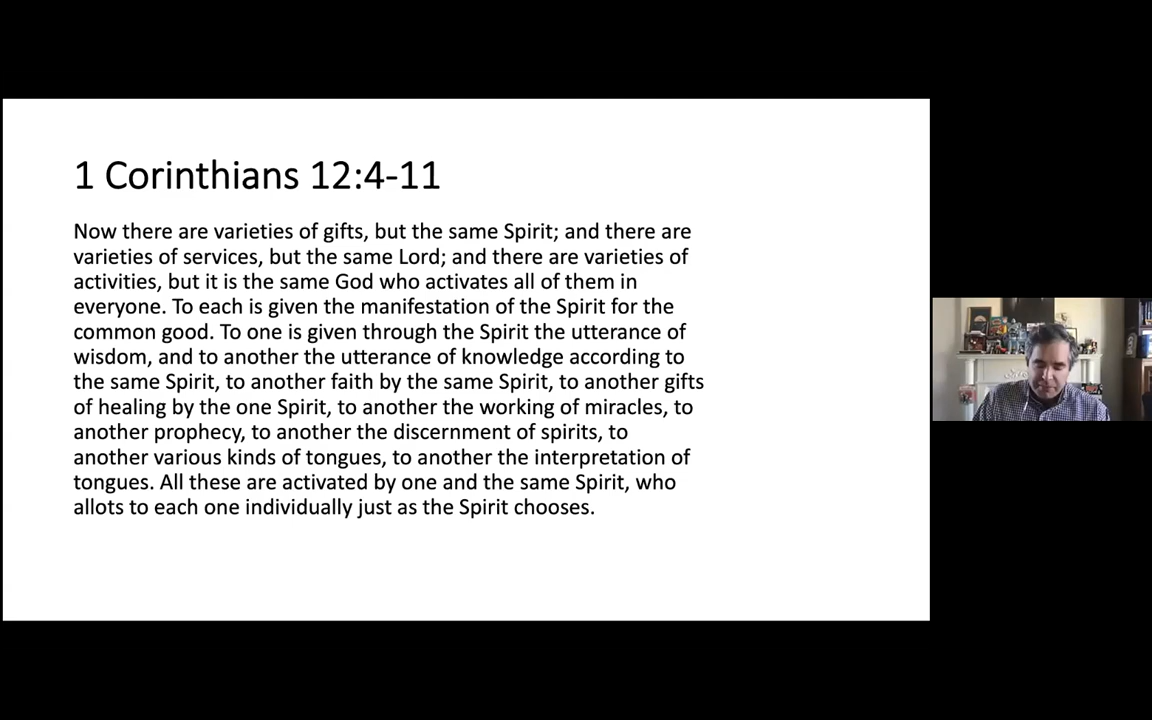 1 Corinthians 12:4-11
Now there are varieties of gifts, but the same Spirit; and there are
varieties of services, but the same Lord; and there are varieties of
activities, but it is the same God who activates all of them in
everyone. To each is given the manifestation of the Spirit for the
common good. To one is given through the Spirit the utterance of
wisdom, and to another the utterance of knowledge according to
the same Spirit, to another faith by the same Spirit, to another gifts
of healing by the one Spirit, to another the working of miracles, to
another prophecy, to another the discernment of spirits, to
another various kinds of tongues, to another the interpretation of
tongues. All these are activated by one and the same Spirit, who
allots to each one individually just as the Spirit chooses.